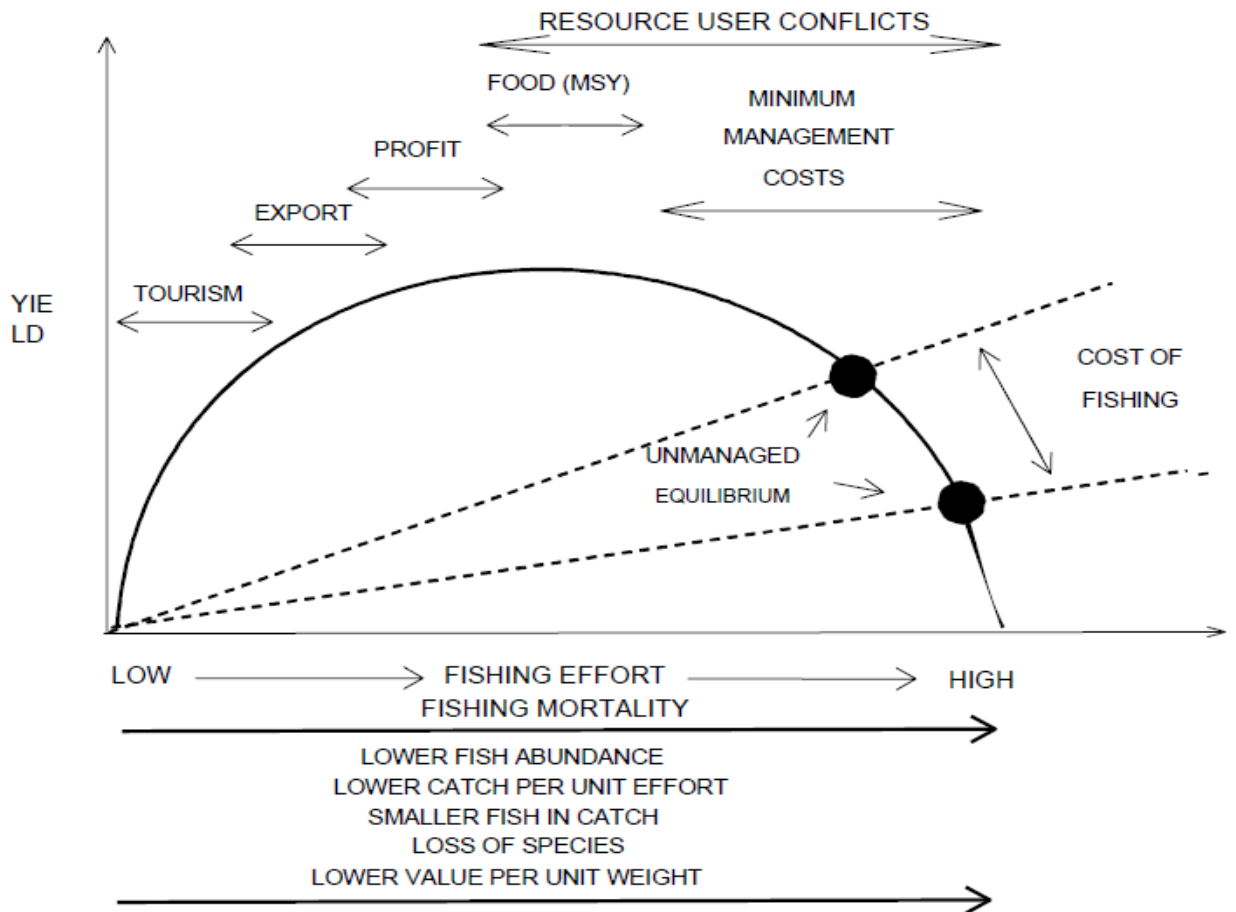 RESOURCE USER CONFLICTS
FOOD (MSY)
MINIMUM
MANAGEMENT
COSTS
PROFIT
EXPORT
TOURISM
YIE
LD
COST OF
FISHING
UNMANAGED
EQUILIBRIUM
LOW
FISHING EFFORT
HIGH
FISHING MORTALITY
LOWER FISH ABUNDANCE
LOWER CATCH PER UNIT EFFORT
SMALLER FISH IN CATCH
LOSS OF SPECIES
LOWER VALUE PER UNIT WEIGHT